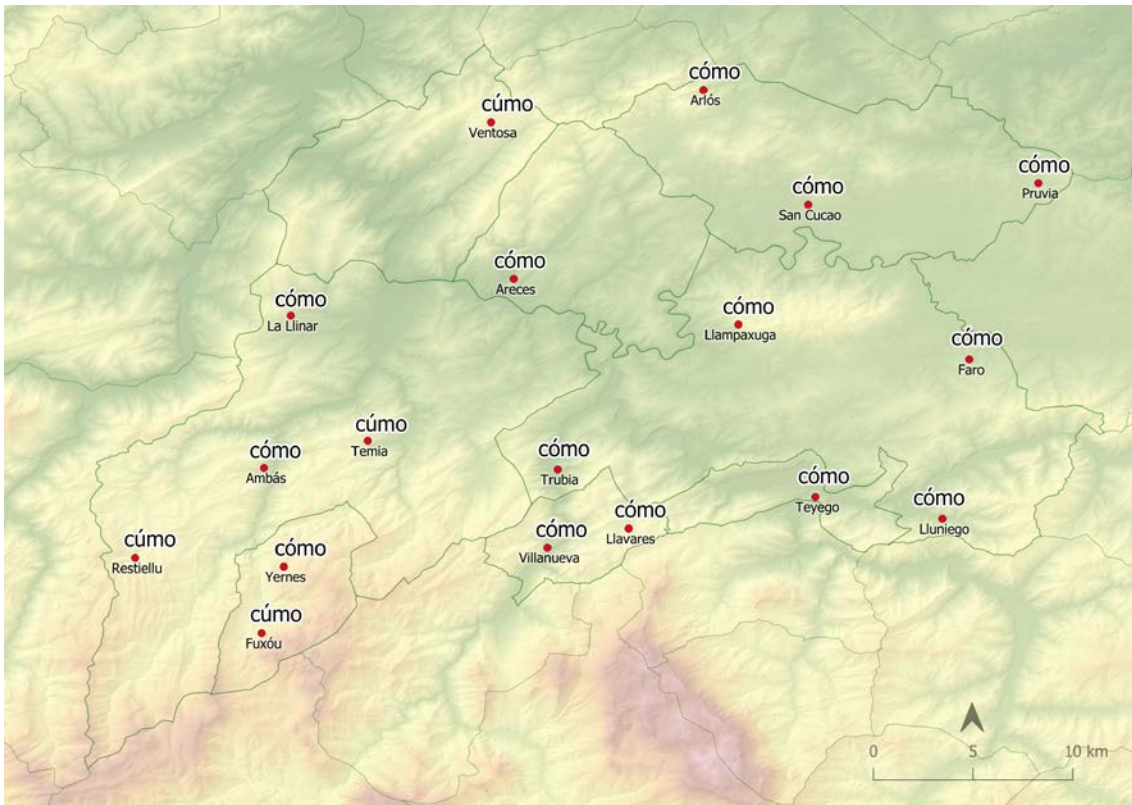 cómo
Arlós
cúmo
Ventosa
cómo
Pruvia
cómo
San Cucao
cómo
Areces
cómo
La Llinar
cómo
Llampaxuga
cómo
Faro
cúmo
Temia
cómo
Ambás
cómo
Trubia
cómo
Teyego
cómo
Lluniego
cómo
Llavares
cómo
Villanueva
cúmo
Restiellu
cómo
Yernes
cúmo
Fuxóu
0 5 10 km